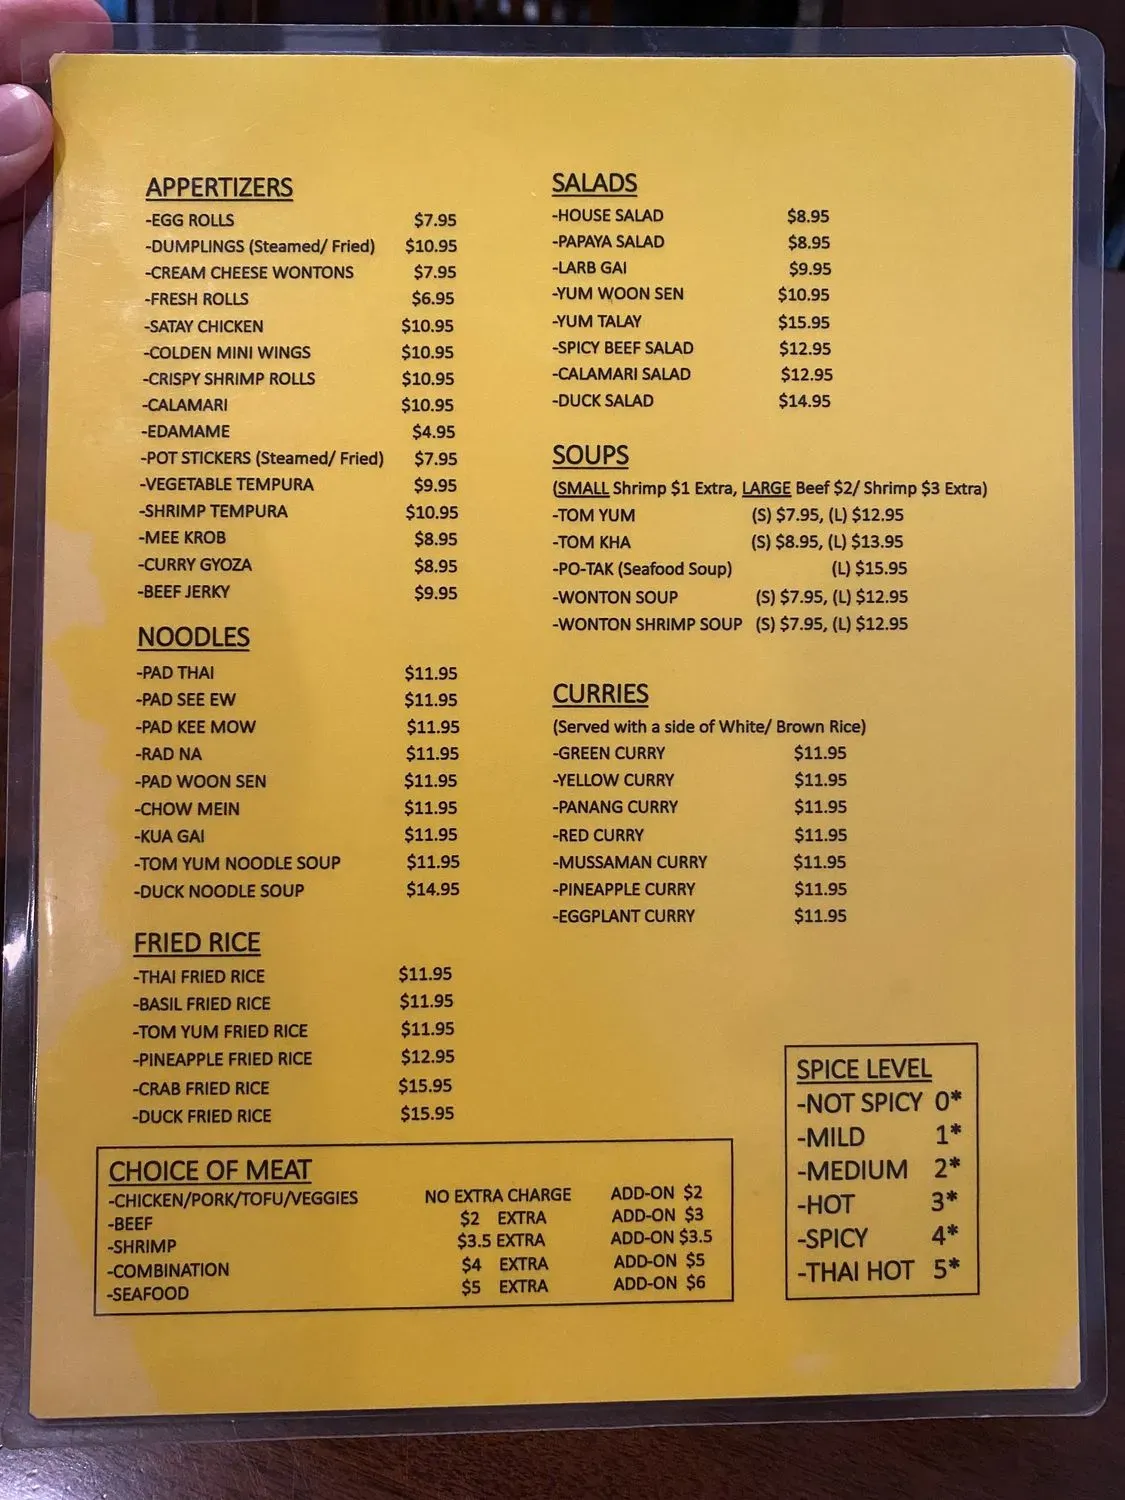 APPERTIZERS
-EGG ROLLS $7.95
-DUMPLINGS (Steamed/ Fried) $10.95
-CREAM CHEESE WONTONS $7.95
-FRESH ROLLS $6.95
-SATAY CHICKEN $10.95
-COLDEN MINI WINGS $10.95
-CRISPY SHRIMP ROLLS $10.95
-CALAMARI $10.95
-EDAMAME $4.95
-POT STICKERS (Steamed/ Fried) $7.95
-VEGETABLE TEMPURA $9.95
-SHRIMP TEMPURA $10.95
-MEE KROB $8.95
-CURRY GYOZA $8.95
-BEEF JERKY $9.95
NOODLES
-PAD THAI $11.95
-PAD SEE EW $11.95
-PAD KEE MOW $11.95
-RAD NA $11.95
-PAD WOON SEN $11.95
-CHOW MEIN $11.95
-KUA GAI $11.95
-TOM YUM NOODLE SOUP $11.95
-DUCK NOODLE SOUP $14.95
FRIED RICE
-THAI FRIED RICE $11.95
-BASIL FRIED RICE $11.95
-TOM YUM FRIED RICE $11.95
-PINEAPPLE FRIED RICE $12.95
-CRAB FRIED RICE $15.95
-DUCK FRIED RICE $15.95
SALADS
-HOUSE SALAD $8.95
-PAPAYA SALAD $8.95
-LARB GAI $9.95
-YUM WOON SEN $10.95
-YUM TALAY $15.95
-SPICY BEEF SALAD $12.95
-CALAMARI SALAD $12.95
-DUCK SALAD $14.95
SOUPS
(SMALL Shrimp $1 Extra, LARGE Beef $2/ Shrimp $3 Extra)
-TOM YUM (S) $7.95, (L) $12.95
-TOM KHA (S) $8.95, (L) $13.95
-PO-TAK (Seafood Soup) (L) $15.95
-WONTON SOUP (S) $7.95, (L) $12.95
-WONTON SHRIMP SOUP (S) $7.95, (L) $12.95
CURRIES
(Served with a side of White/ Brown Rice)
-GREEN CURRY $11.95
-YELLOW CURRY $11.95
-PANANG CURRY $11.95
-RED CURRY $11.95
-MUSSAMAN CURRY $11.95
-PINEAPPLE CURRY $11.95
-EGGPLANT CURRY $11.95
CHOICE OF MEAT
-CHICKEN/PORK/TOFU/VEGGIES NO EXTRA CHARGE ADD-ON $2
-BEEF $2 EXTRA ADD-ON $3
-SHRIMP $3.5 EXTRA ADD-ON $3.5
-COMBINATION $4 EXTRA ADD-ON $5
-SEAFOOD $5 EXTRA ADD-ON $6
SPICE LEVEL
-NOT SPICY 0*
-MILD 1*
-MEDIUM 2*
-HOT 3*
-SPICY 4*
-THAI HOT 5*